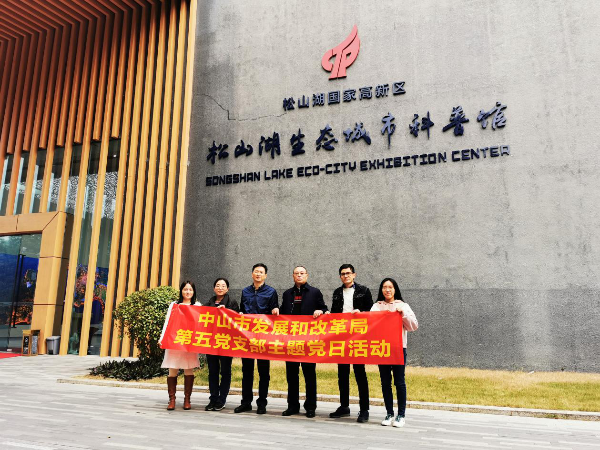 松山湖国家高新区
松山湖生态城市科普馆
SONGSHAN LAKE ECO-CITY EXHIBITION CENTER
中山市发展和改革局
第五党支部主题党日活动